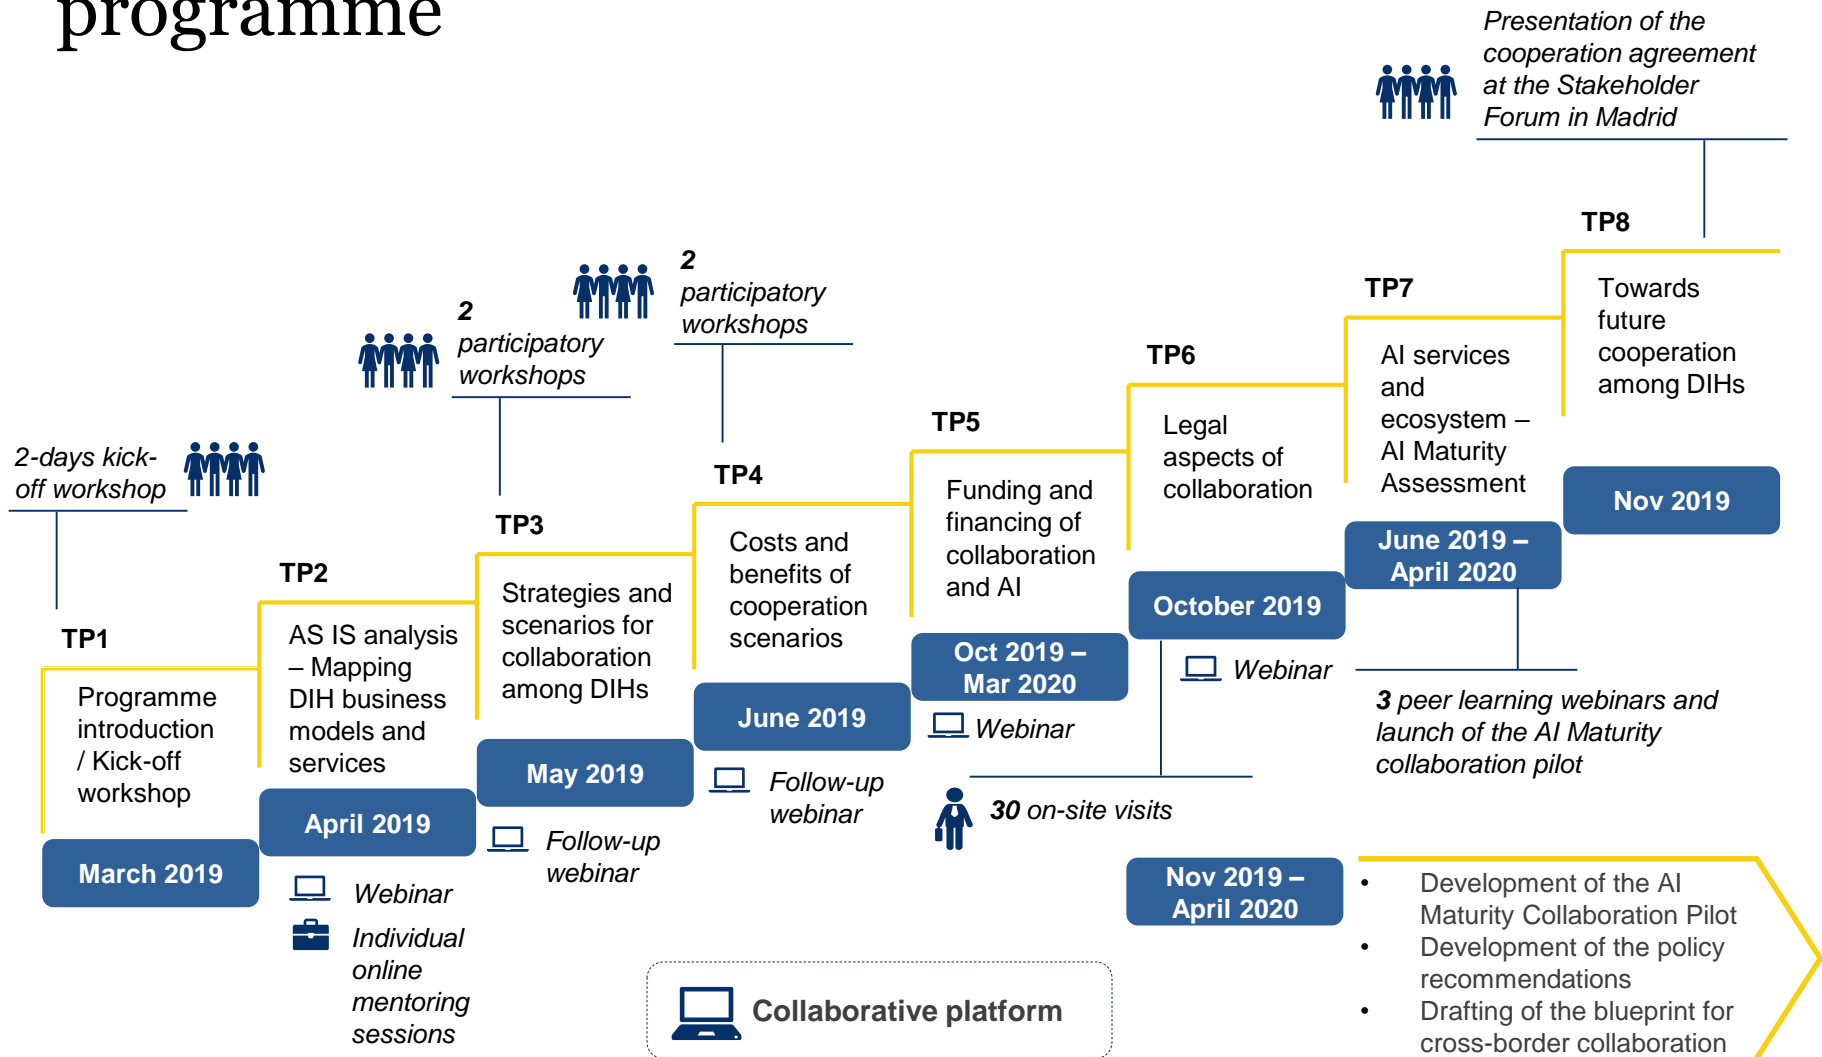 programme
Presentation of the
cooperation agreement
at the Stakeholder
Forum in Madrid
TP8
Towards
future
cooperation
among DIHs
Nov 2019
TP7
AI services
and
ecosystem –
AI Maturity
Assessment
June 2019 –
April 2020
3 peer learning webinars and
launch of the AI Maturity
collaboration pilot
TP6
Legal
aspects of
collaboration
October 2019
Webinar
30 on-site visits
TP5
Funding and
financing of
collaboration
and AI
Oct 2019 –
Mar 2020
Webinar
2
participatory
workshops
TP4
Costs and
benefits of
cooperation
scenarios
June 2019
Follow-up
webinar
2
participatory
workshops
TP3
Strategies and
scenarios for
collaboration
among DIHs
May 2019
Follow-up
webinar
TP2
AS IS analysis
– Mapping
DIH business
models and
services
April 2019
Webinar
Individual
online
mentoring
sessions
2-days kick-
off workshop
TP1
Programme
introduction
/ Kick-off
workshop
March 2019
Nov 2019 –
April 2020
• Development of the AI
Maturity Collaboration Pilot
• Development of the policy
recommendations
• Drafting of the blueprint for
cross-border collaboration
Collaborative platform